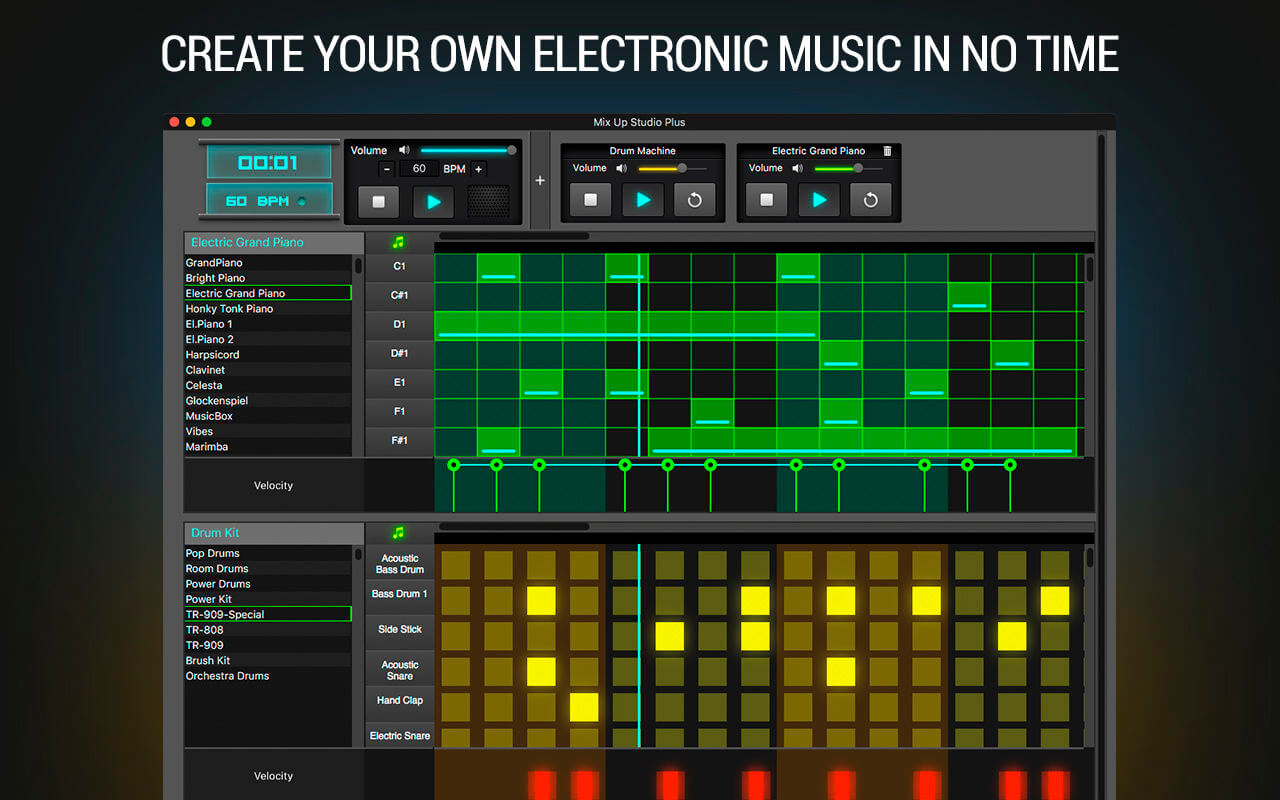 CREATE YOUR OWN ELECTRONIC MUSIC IN NO TIME
Mix Up Studio Plus
00:01
60 BPM
Volume
- 60 BPM +
+
Drum Machine
Volume
Electric Grand Piano
Volume
Electric Grand Piano
GrandPiano
Bright Piano
Electric Grand Piano
Honky Tonk Piano
El.Piano 1
El.Piano 2
Harpsicord
Clavinet
Celesta
Glockenspiel
MusicBox
Vibes
Marimba
C1
C#1
D1
D#1
E1
F1
F#1
Velocity
Drum Kit
Pop Drums
Room Drums
Power Drums
Power Kit
TR-909-Special
TR-808
TR-909
Brush Kit
Orchestra Drums
Acoustic
Bass Drum
Bass Drum 1
Side Stick
Acoustic
Snare
Hand Clap
Electric Snare
Velocity